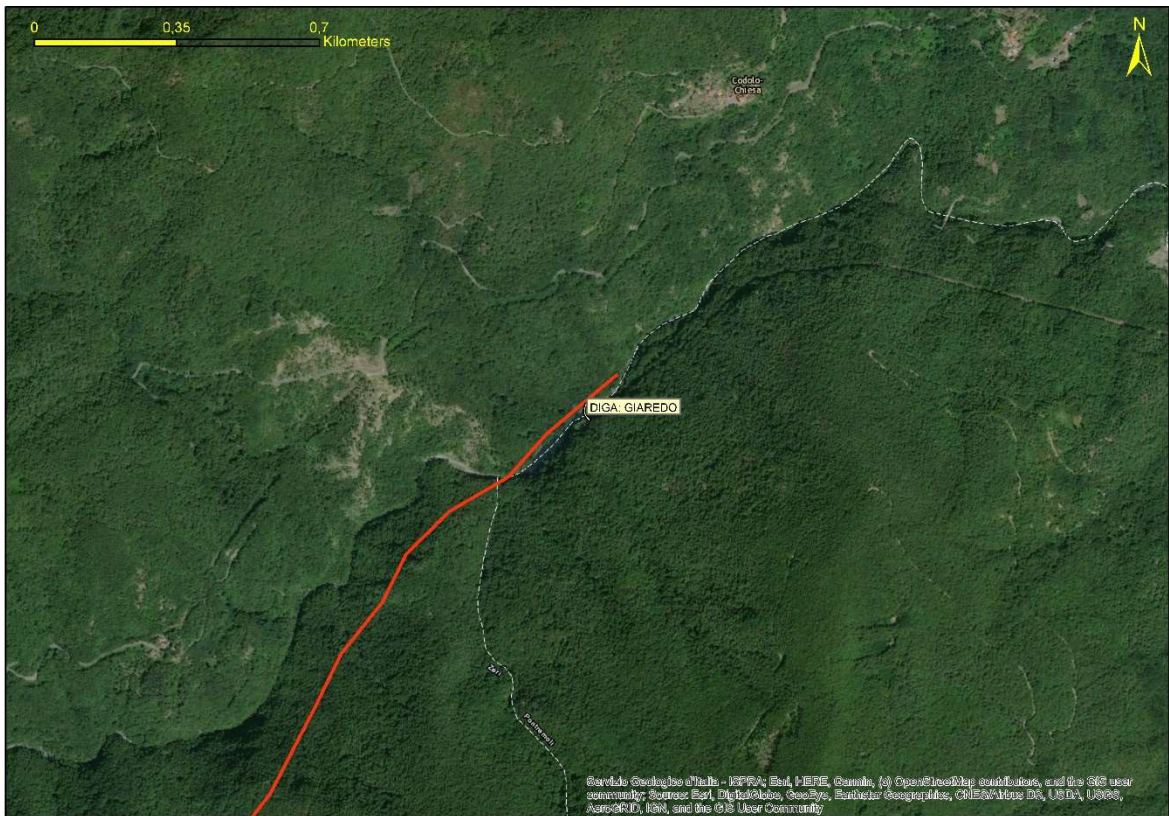 0 0,35 0,7
Kilometers
N
Codolo-
Chiesa
DIGA: GIAREDO
Zeri
Pontremoli
Servizio Geologico d'Italia - ISPRA; Esri, HERE, Garmin, (c) OpenStreetMap contributors, and the GIS user
community; Source: Esri, DigitalGlobe, GeoEye, Earthstar Geographics, CNES/Airbus DS, USDA, USGS,
AeroGRID, IGN, and the GIS User Community